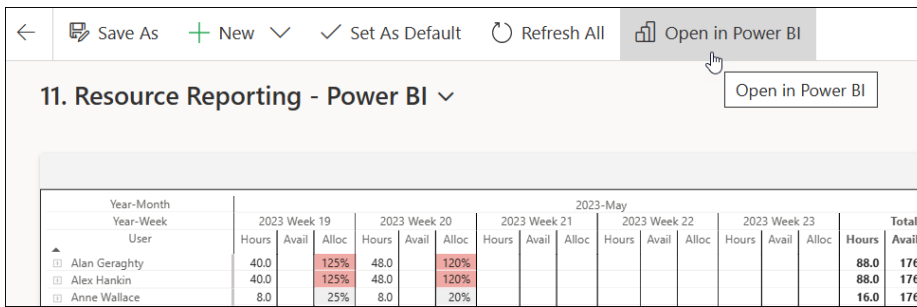 Save As New Set As Default Refresh All Open in Power BI
Open in Power BI
11. Resource Reporting - Power BI
Year-Month 2023-May
Year-Week 2023 Week 19 2023 Week 20 2023 Week 21 2023 Week 22 2023 Week 23 Total
User Hours Avail Alloc Hours Avail Alloc Hours Avail Alloc Hours Avail Alloc Hours Avail Alloc Hours Avail
Alan Geraghty 40.0 125% 48.0 120% 88.0 176
Alex Hankin 40.0 125% 48.0 120% 88.0 176
Anne Wallace 8.0 25% 8.0 20% 16.0 176